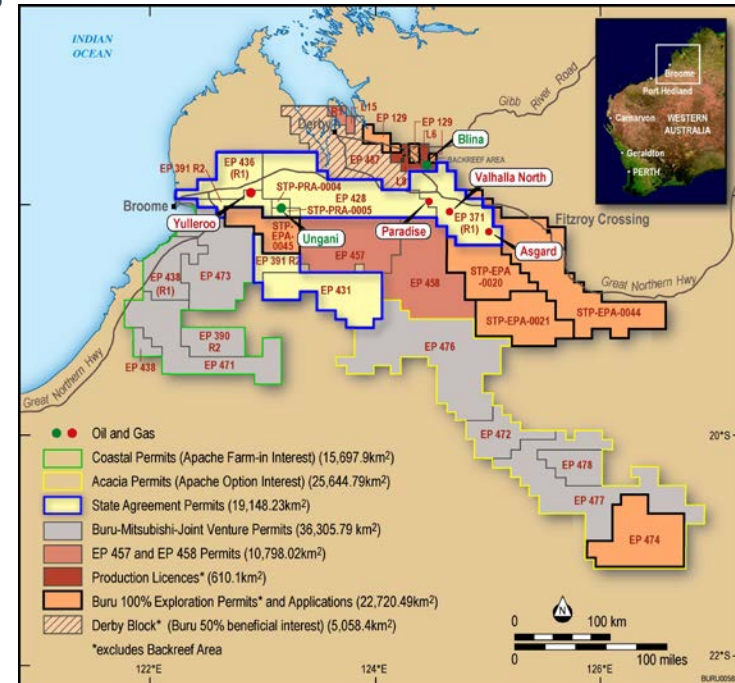 INDIAN
OCEAN
Gibb
River Road
Broome
Port Hedland
Carnarvon
WESTERN
AUSTRALIA
Geraldton
PERTH
L15
EP 129
EP 129
L6
Derby
Blina
BACKREEF AREA
EP 487
L8
EP 391 R2
EP 436
(R1)
STP-PRA-0004
EP 428
STP-PRA-0005
Valhalla North
Broome
Yulleroo
Ungani
Paradise
EP 371
(R1)
Fitzroy Crossing
Asgard
STP-
EPA-
0045
EP 457
EP 391 R2
Great Northern Hwy
EP 438
(R1)
EP 473
EP 431
EP 458
STP-EPA
-0020
STP-EPA-0021
STP-EPA-0044
EP 390
R2
EP 438
EP 471
EP 476
Great Northern Hwy
EP 472
EP 478
EP 477
EP 474
20°S
Oil and Gas
Coastal Permits (Apache Farm-in Interest) (15,697.9km²)
Acacia Permits (Apache Option Interest) (25,644.79km²)
State Agreement Permits (19,148.23km²)
Buru-Mitsubishi-Joint Venture Permits (36,305.79 km²)
EP 457 and EP 458 Permits (10,798.02km²)
Production Licences* (610.1km²)
Buru 100% Exploration Permits* and Applications (22,720.49km²)
Derby Block* (Buru 50% beneficial interest) (5,058.4km²)
*excludes Backreef Area
N
0 100 km
0 100 miles
22°S
122°E
124°E
126°E
BURU0056